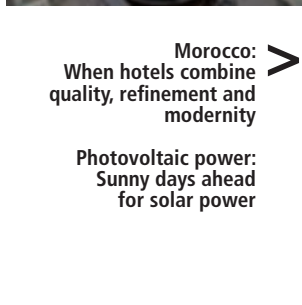 Morocco: >
When hotels combine
quality, refinement and
modernity
Photovoltaic power:
Sunny days ahead
for solar power